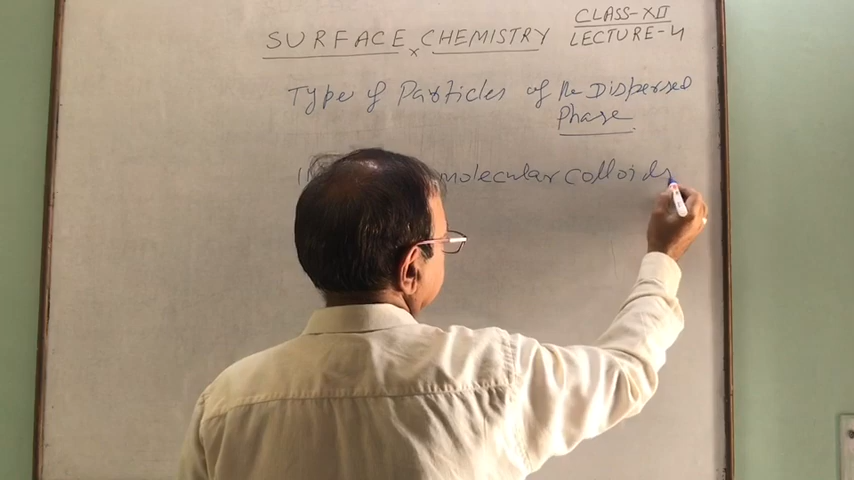 CLASS-XII
SURFACE CHEMISTRY LECTURE-4
Type of Particles of the Dispersed
Phase
molecular colloids